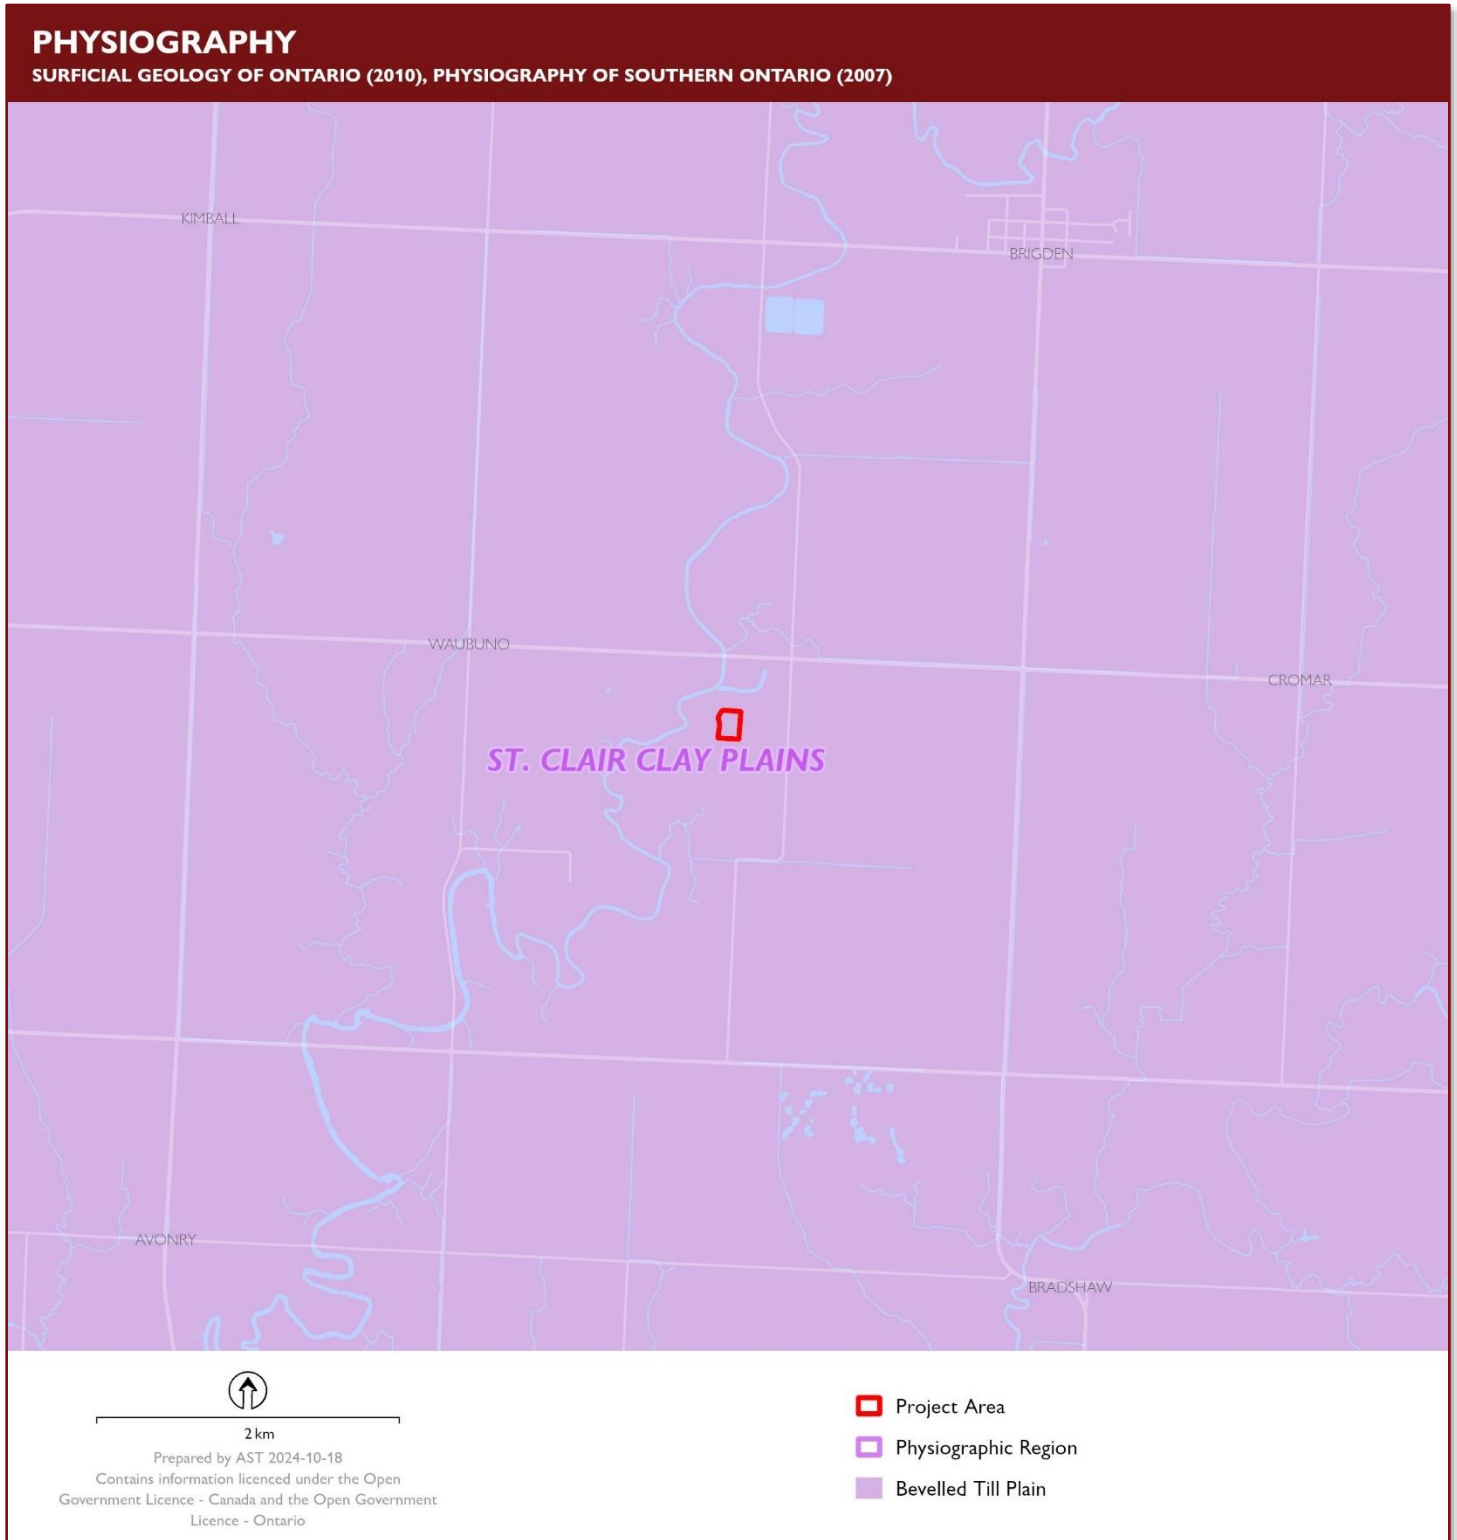 PHYSIOGRAPHY
SURFICIAL GEOLOGY OF ONTARIO (2010), PHYSIOGRAPHY OF SOUTHERN ONTARIO (2007)
KIMBALL
BRIGDEN
WAUBUNO
CROMAR
ST. CLAIR CLAY PLAINS
AVONRY
BRADSHAW
2 km
Prepared by AST 2024-10-18
Contains information licenced under the Open
Government Licence - Canada and the Open Government
Licence - Ontario
Project Area
Physiographic Region
Bevelled Till Plain